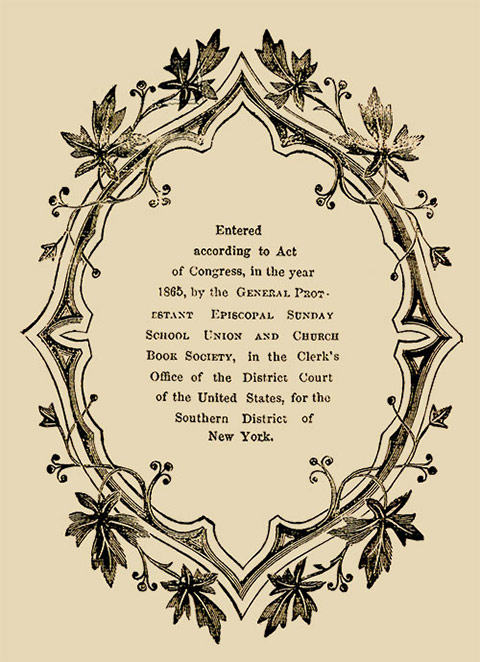 Entered
according to Act
of Congress, in the year
1865, by the GENERAL PROT-
ESTANT EPISCOPAL SUNDAY
SCHOOL UNION AND CHURCH
BOOK SOCIETY, in the Clerk's
Office of the District Court
of the United States, for the
Southern District of
New York.